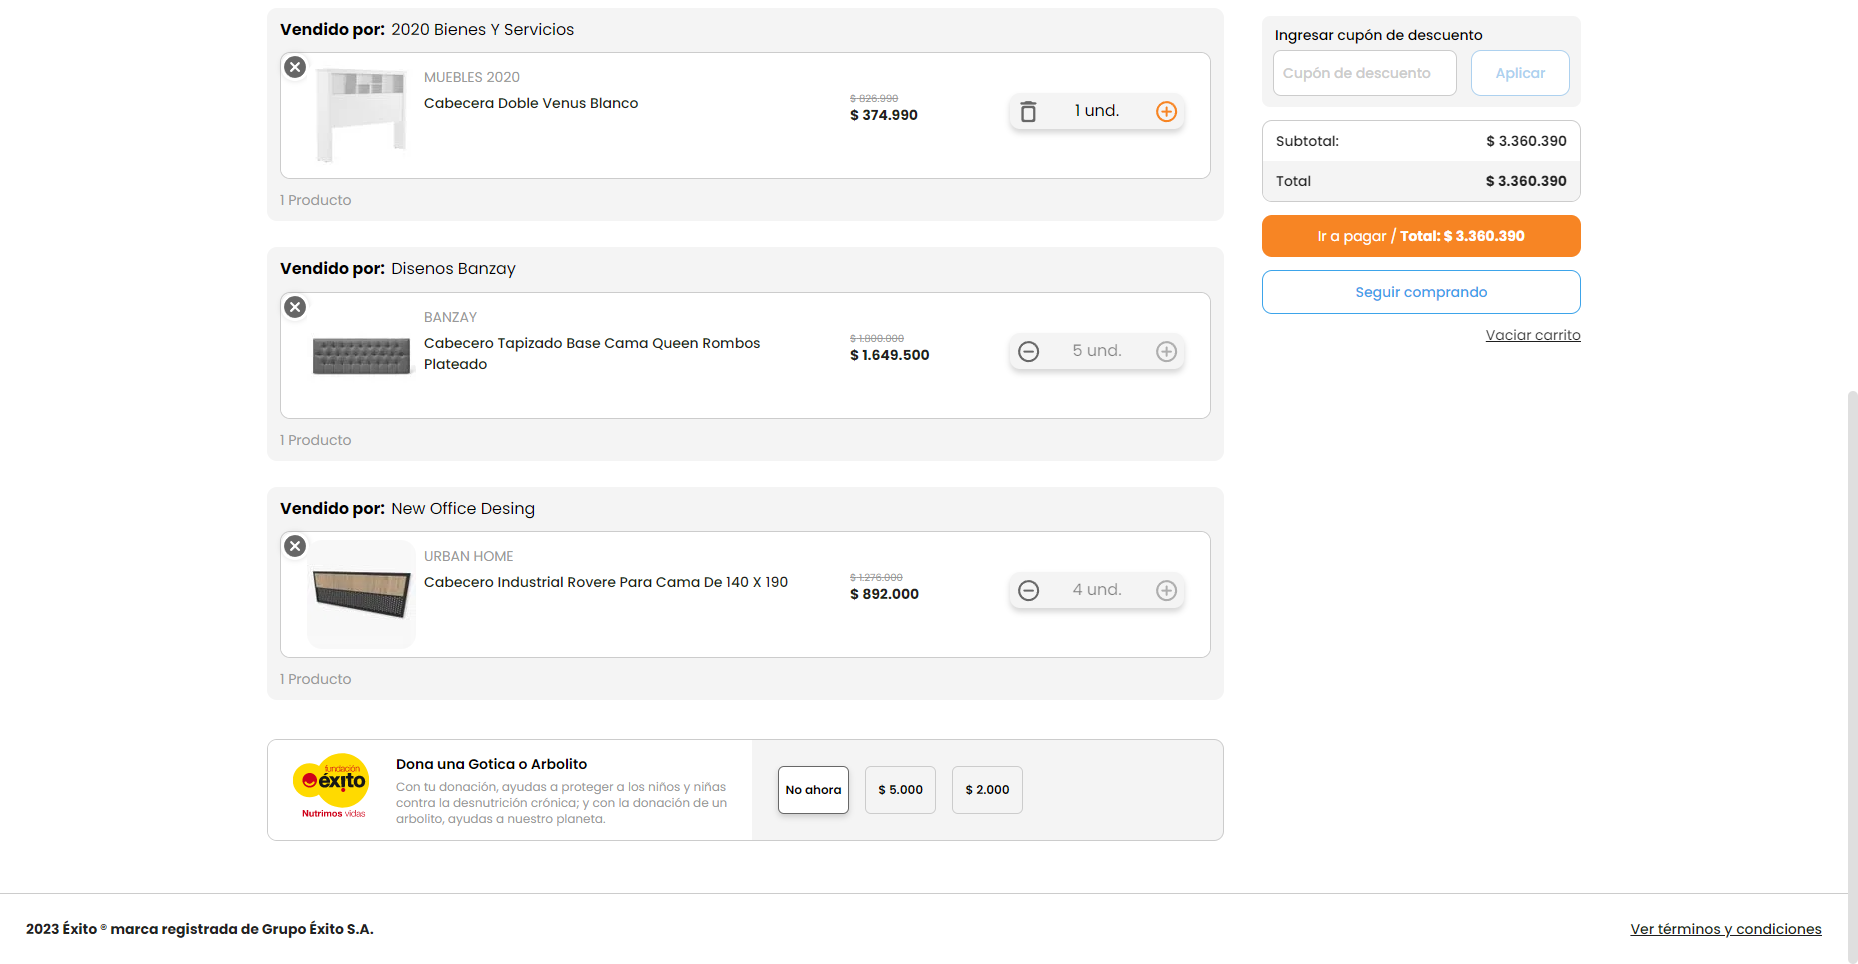 Vendido por: 2020 Bienes Y Servicios
MUEBLES 2020
Cabecera Doble Venus Blanco
$ 826.990
$ 374.990
1 und.
1 Producto
Vendido por: Disenos Banzay
BANZAY
Cabecero Tapizado Base Cama Queen Rombos
Plateado
$ 1.800.000
$ 1.649.500
5 und.
1 Producto
Vendido por: New Office Desing
URBAN HOME
Cabecero Industrial Rovere Para Cama De 140 X 190
$ 1.276.000
$ 892.000
4 und.
1 Producto
fundación
éxito
Nutrimos vidas
Dona una Gotica o Arbolito
Con tu donación, ayudas a proteger a los niños y niñas
contra la desnutrición crónica; y con la donación de un
arbolito, ayudas a nuestro planeta.
No ahora
$ 5.000
$ 2.000
Ingresar cupón de descuento
Cupón de descuento
Aplicar
Subtotal: $ 3.360.390
Total $ 3.360.390
Ir a pagar / Total: $ 3.360.390
Seguir comprando
Vaciar carrito
2023 Éxito ® marca registrada de Grupo Éxito S.A.
Ver términos y condiciones